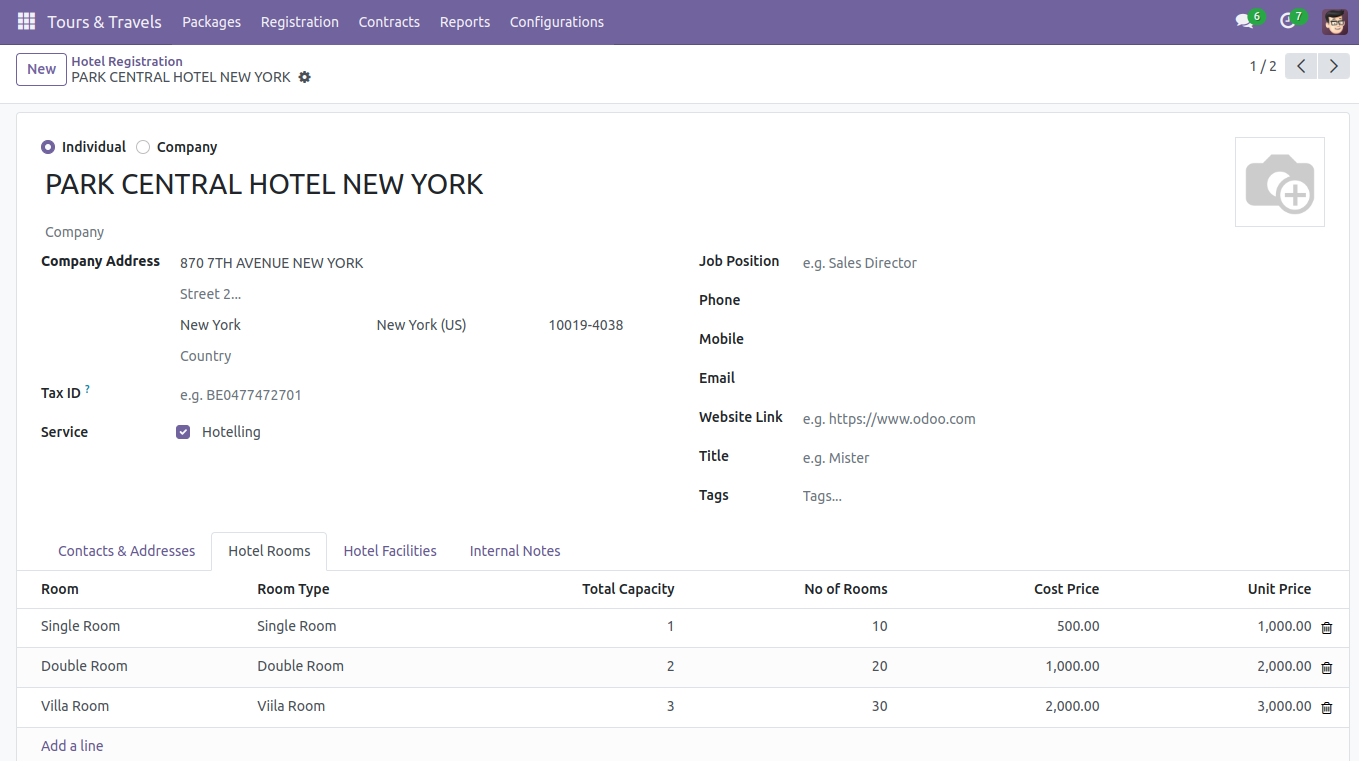 Tours & Travels Packages Registration Contracts Reports Configurations 6 7
New Hotel Registration 1 / 2
PARK CENTRAL HOTEL NEW YORK
Individual Company
PARK CENTRAL HOTEL NEW YORK
Company
Company Address 870 7TH AVENUE NEW YORK
Street 2...
New York New York (US) 10019-4038
Country
Tax ID ? e.g. BE0477472701
Service Hotelling
Job Position e.g. Sales Director
Phone
Mobile
Email
Website Link e.g. https://www.odoo.com
Title e.g. Mister
Tags Tags...
Contacts & Addresses Hotel Rooms Hotel Facilities Internal Notes
Room Room Type Total Capacity No of Rooms Cost Price Unit Price
Single Room Single Room 1 10 500.00 1,000.00
Double Room Double Room 2 20 1,000.00 2,000.00
Villa Room Viila Room 3 30 2,000.00 3,000.00
Add a line